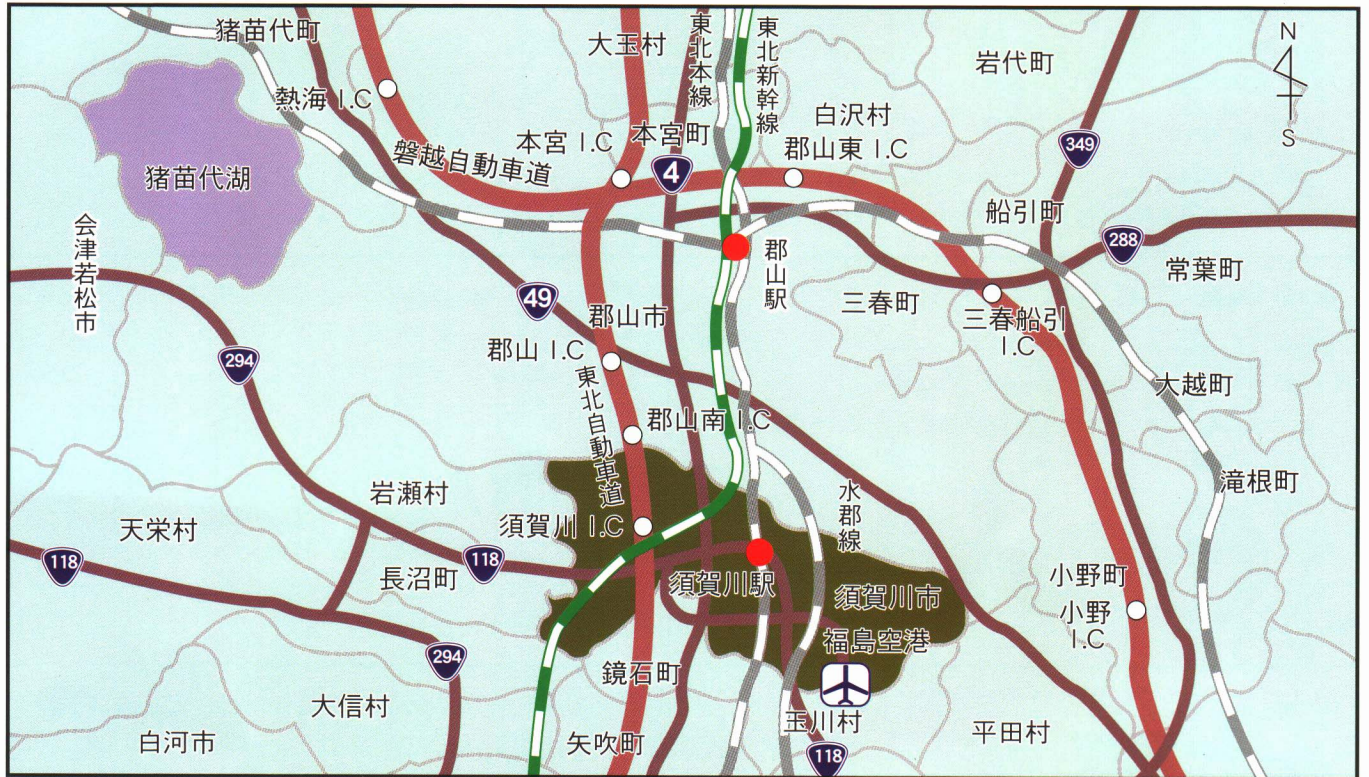 猪苗代町
大玉村
東北本線
東北新幹線
岩代町
N
S
熱海 I.C
本宮 I.C
本宮町
白沢村
郡山東 I.C
349
磐越自動車道
4
猪苗代湖
船引町
288
常葉町
会津若松市
郡山駅
49
郡山市
三春町
三春船引
I.C
294
郡山 I.C
東北自動車道
大越町
郡山南 I.C
岩瀬村
水郡線
滝根町
天栄村
須賀川 I.C
118
長沼町
118
須賀川駅
須賀川市
小野町
小野
I.C
福島空港
294
鏡石町
大信村
玉川村
白河市
矢吹町
平田村
118